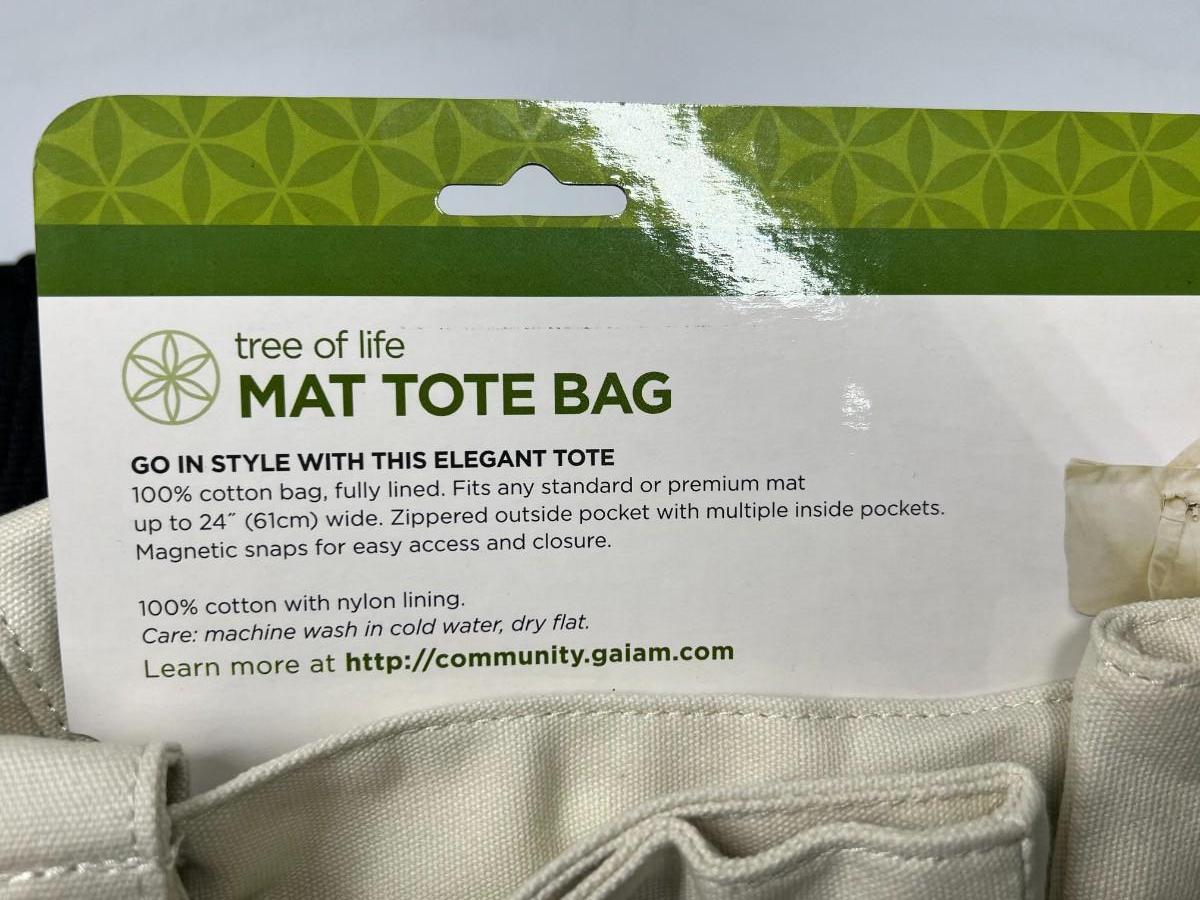 tree of life
MAT TOTE BAG
GO IN STYLE WITH THIS ELEGANT TOTE
100% cotton bag, fully lined. Fits any standard or premium mat
up to 24˝ (61cm) wide. Zippered outside pocket with multiple inside pockets.
Magnetic snaps for easy access and closure.
100% cotton with nylon lining.
Care: machine wash in cold water, dry flat.
Learn more at http://community.gaiam.com